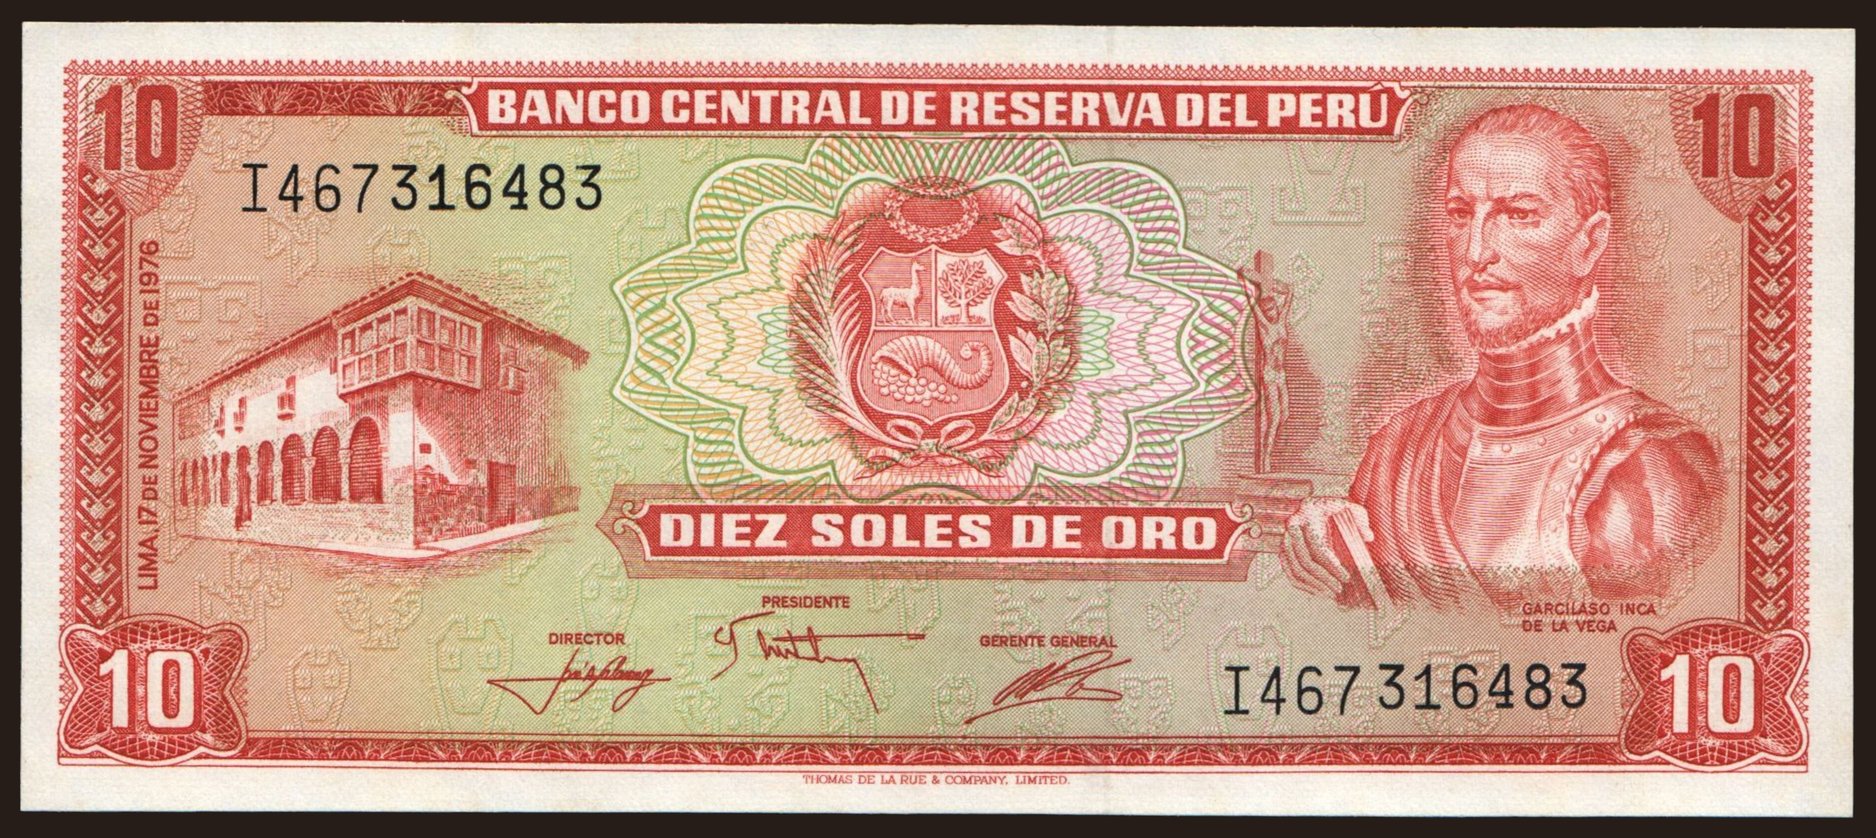 BANCO CENTRAL DE RESERVA DEL PERÚ
10
10
I467316483
LIMA, 17 DE NOVIEMBRE DE 1976
DIEZ SOLES DE ORO
GARCILASO INCA
DE LA VEGA
PRESIDENTE
DIRECTOR
GERENTE GENERAL
I467316483
10
10
THOMAS DE LA RUE & COMPANY, LIMITED.